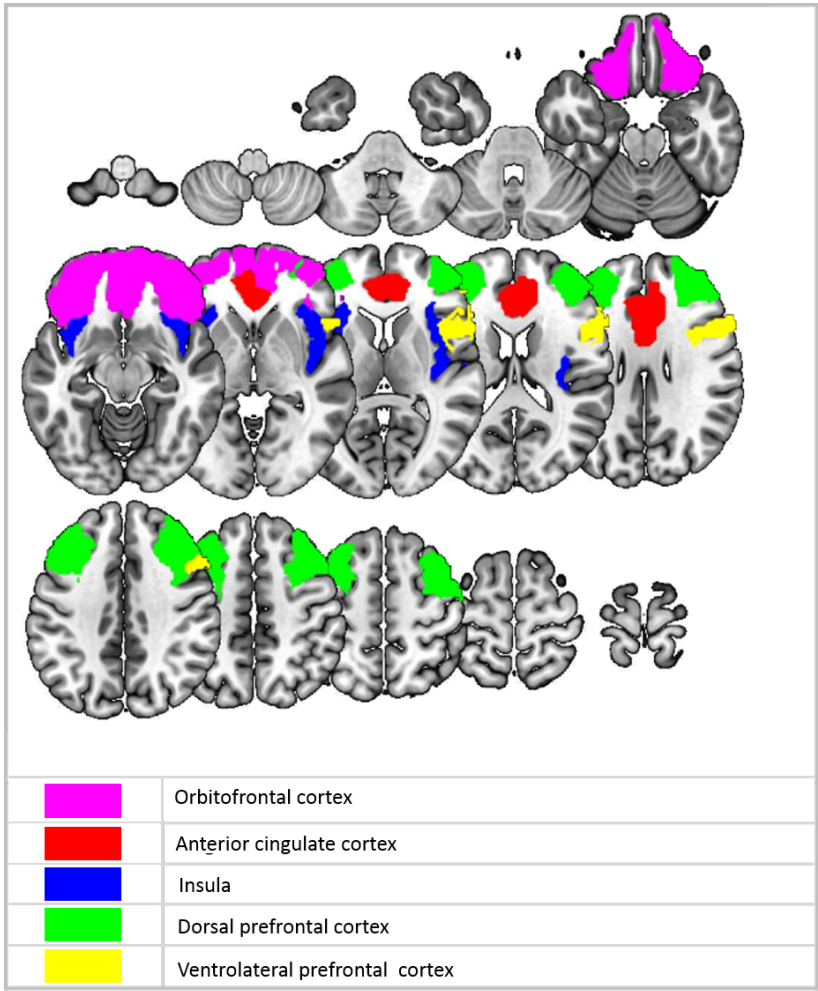 Orbitofrontal cortex
Anterior cingulate cortex
Insula
Dorsal prefrontal cortex
Ventrolateral prefrontal cortex